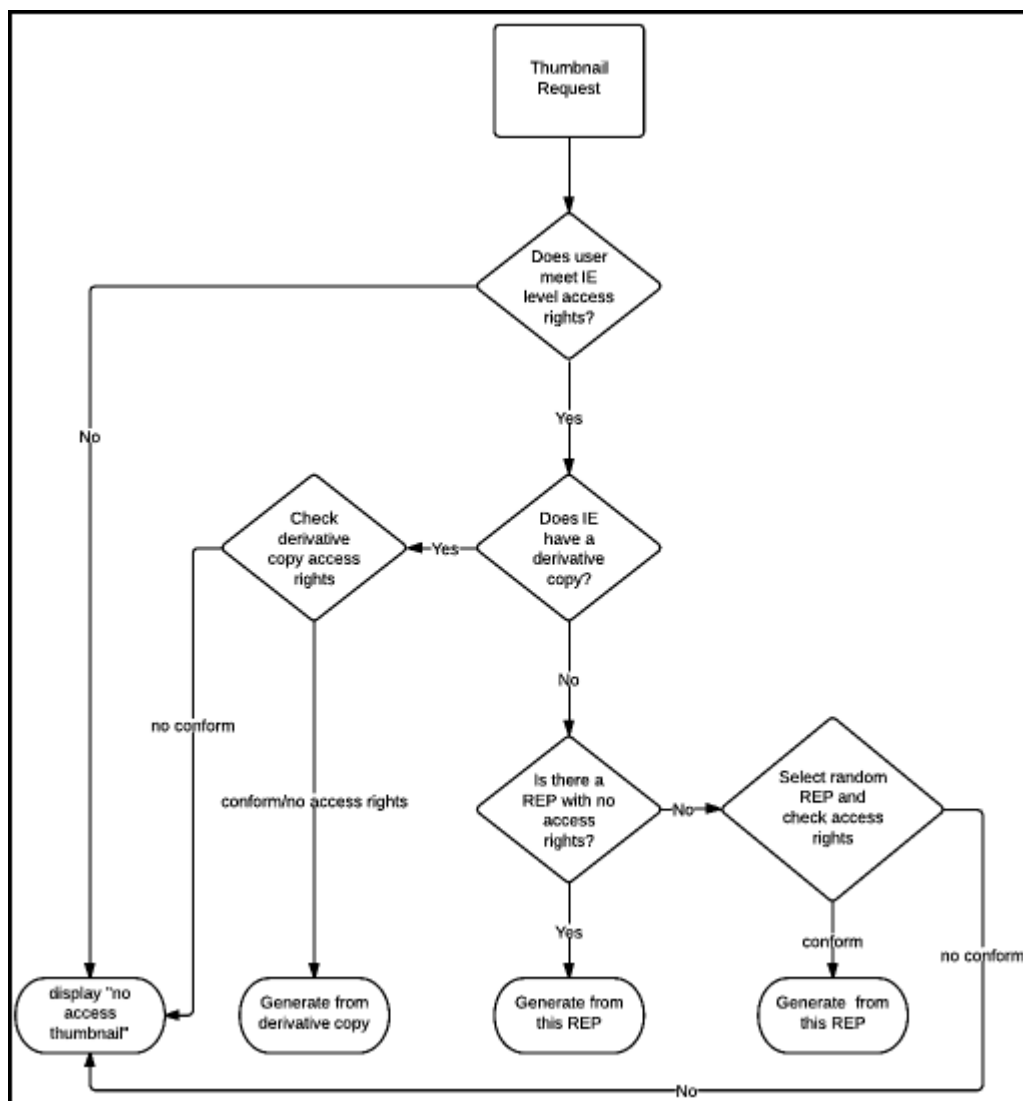 Thumbnail
Request
Does user
meet IE
level access
rights?
No
Yes
Check
derivative
copy access
rights
Yes
Does IE
have a
derivative
copy?
No
no conform
conform/no access rights
Is there a
REP with no
access
rights?
No
Select random
REP and
check access
rights
Yes
conform
no conform
display "no
access
thumbnail"
Generate from
derivative copy
Generate from
this REP
Generate from
this REP
No